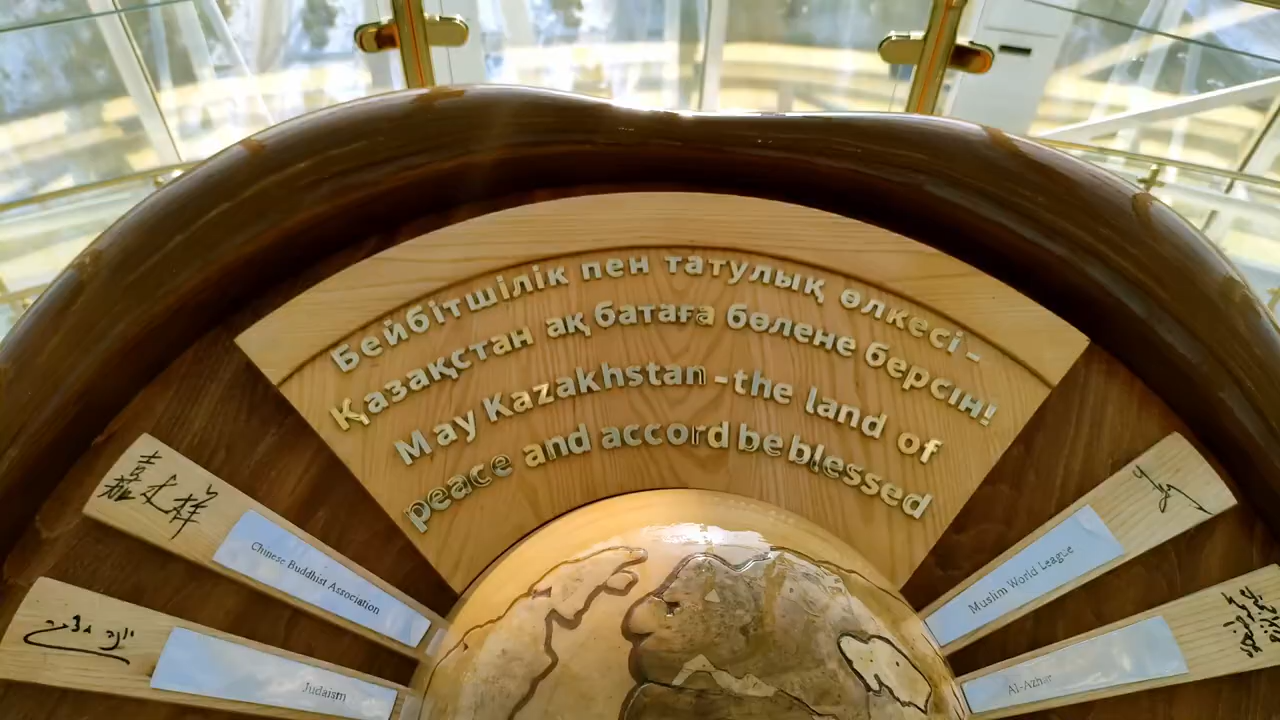 Бейбітшілік пен татулық өлкесі -
Қазақстан ақ батаға бөлене берсін!
May Kazakhstan - the land of
peace and accord be blessed
Chinese Buddhist Association
Judaism
Muslim World League
Al-Azhar